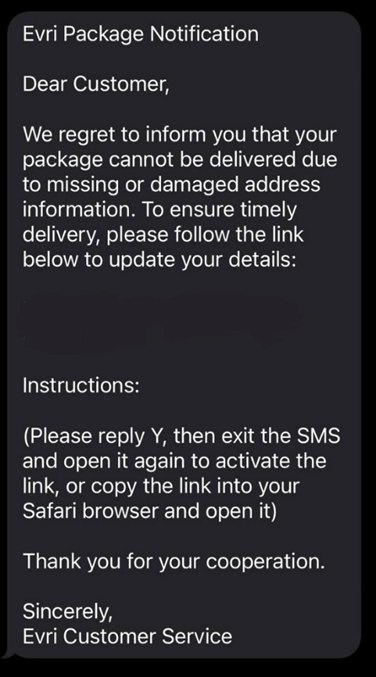 Evri Package Notification
Dear Customer,
We regret to inform you that your
package cannot be delivered due
to missing or damaged address
information. To ensure timely
delivery, please follow the link
below to update your details:
Instructions:
(Please reply Y, then exit the SMS
and open it again to activate the
link, or copy the link into your
Safari browser and open it)
Thank you for your cooperation.
Sincerely,
Evri Customer Service